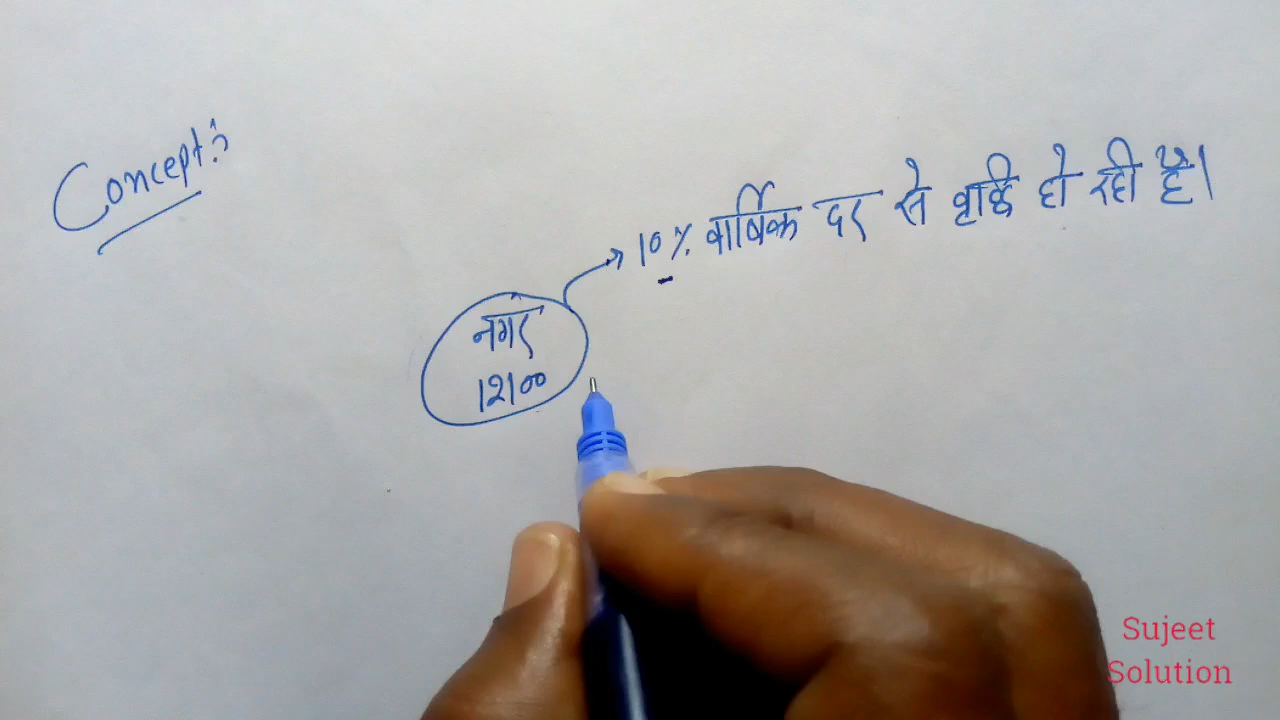 Concept:-
10% वार्षिक दर से वृद्धि हो रही है।
नगर
12100
Sujeet
Solution